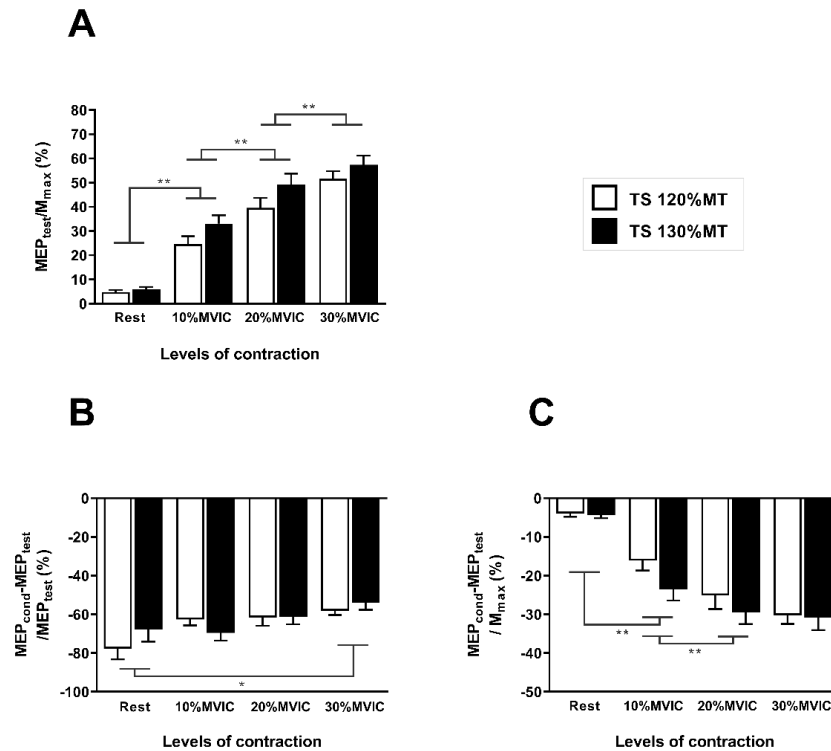 A
MEPtest/Mmax (%)
80
70
60
50
40
30
20
10
0
**
**
**
Rest 10%MVIC 20%MVIC 30%MVIC
Levels of contraction
TS 120%MT
TS 130%MT
B
MEPcond-MEPtest
/MEPtest (%)
0
-20
-40
-60
-80
-100
*
Rest 10%MVIC 20%MVIC 30%MVIC
Levels of contraction
C
MEPcond-MEPtest
/ Mmax (%)
0
-10
-20
-30
-40
-50
**
**
Rest 10%MVIC 20%MVIC 30%MVIC
Levels of contraction